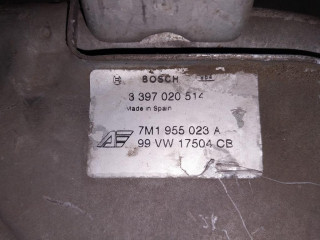 BOSCH
3 397 020 514
Made in Spain
7M1 955 023 A
99 VW 17504 CB